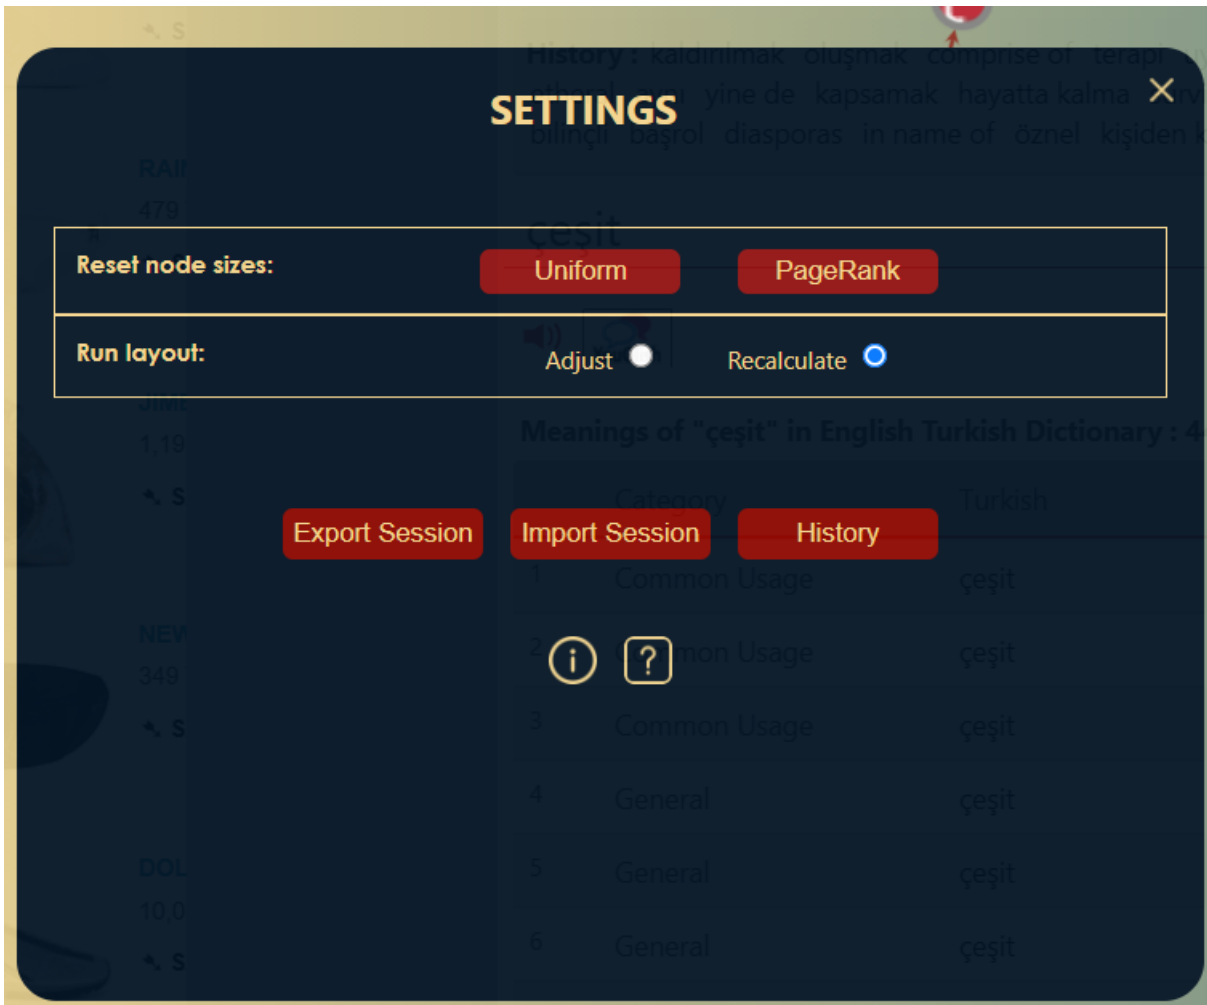 S
History : kaldırılmak oluşmak comprise of terapi
SETTINGS
yine de kapsamak hayatta kalma
bilinçli başrol diasporas in name of öznel kişiden
479
çeşit
Reset node sizes: Uniform PageRank
Run layout: Adjust Recalculate
Meanings of "çeşit" in English Turkish Dictionary :
1,19
S
Category Turkish
Export Session Import Session History
1 Common Usage çeşit
NEW
2 Common Usage çeşit
i ?
349
S
3 Common Usage çeşit
4 General çeşit
5 General çeşit
10,0
6 General çeşit
S